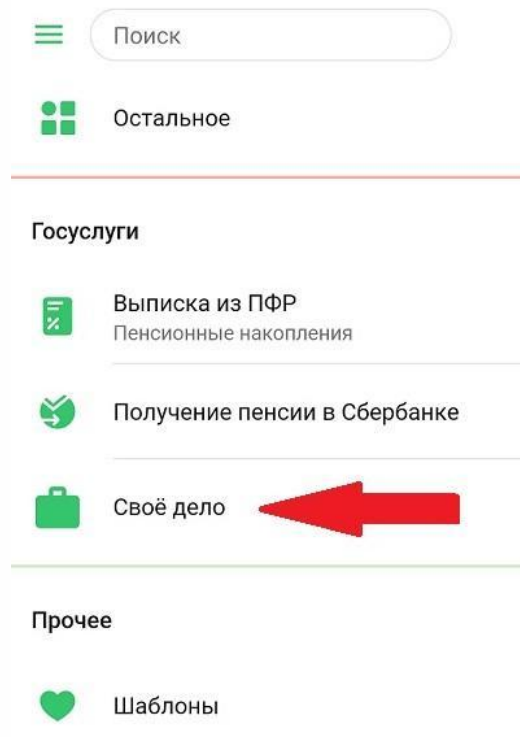 Поиск
Остальное
Госуслуги
Выписка из ПФР
Пенсионные накопления
Получение пенсии в Сбербанке
Своё дело
Прочее
Шаблоны